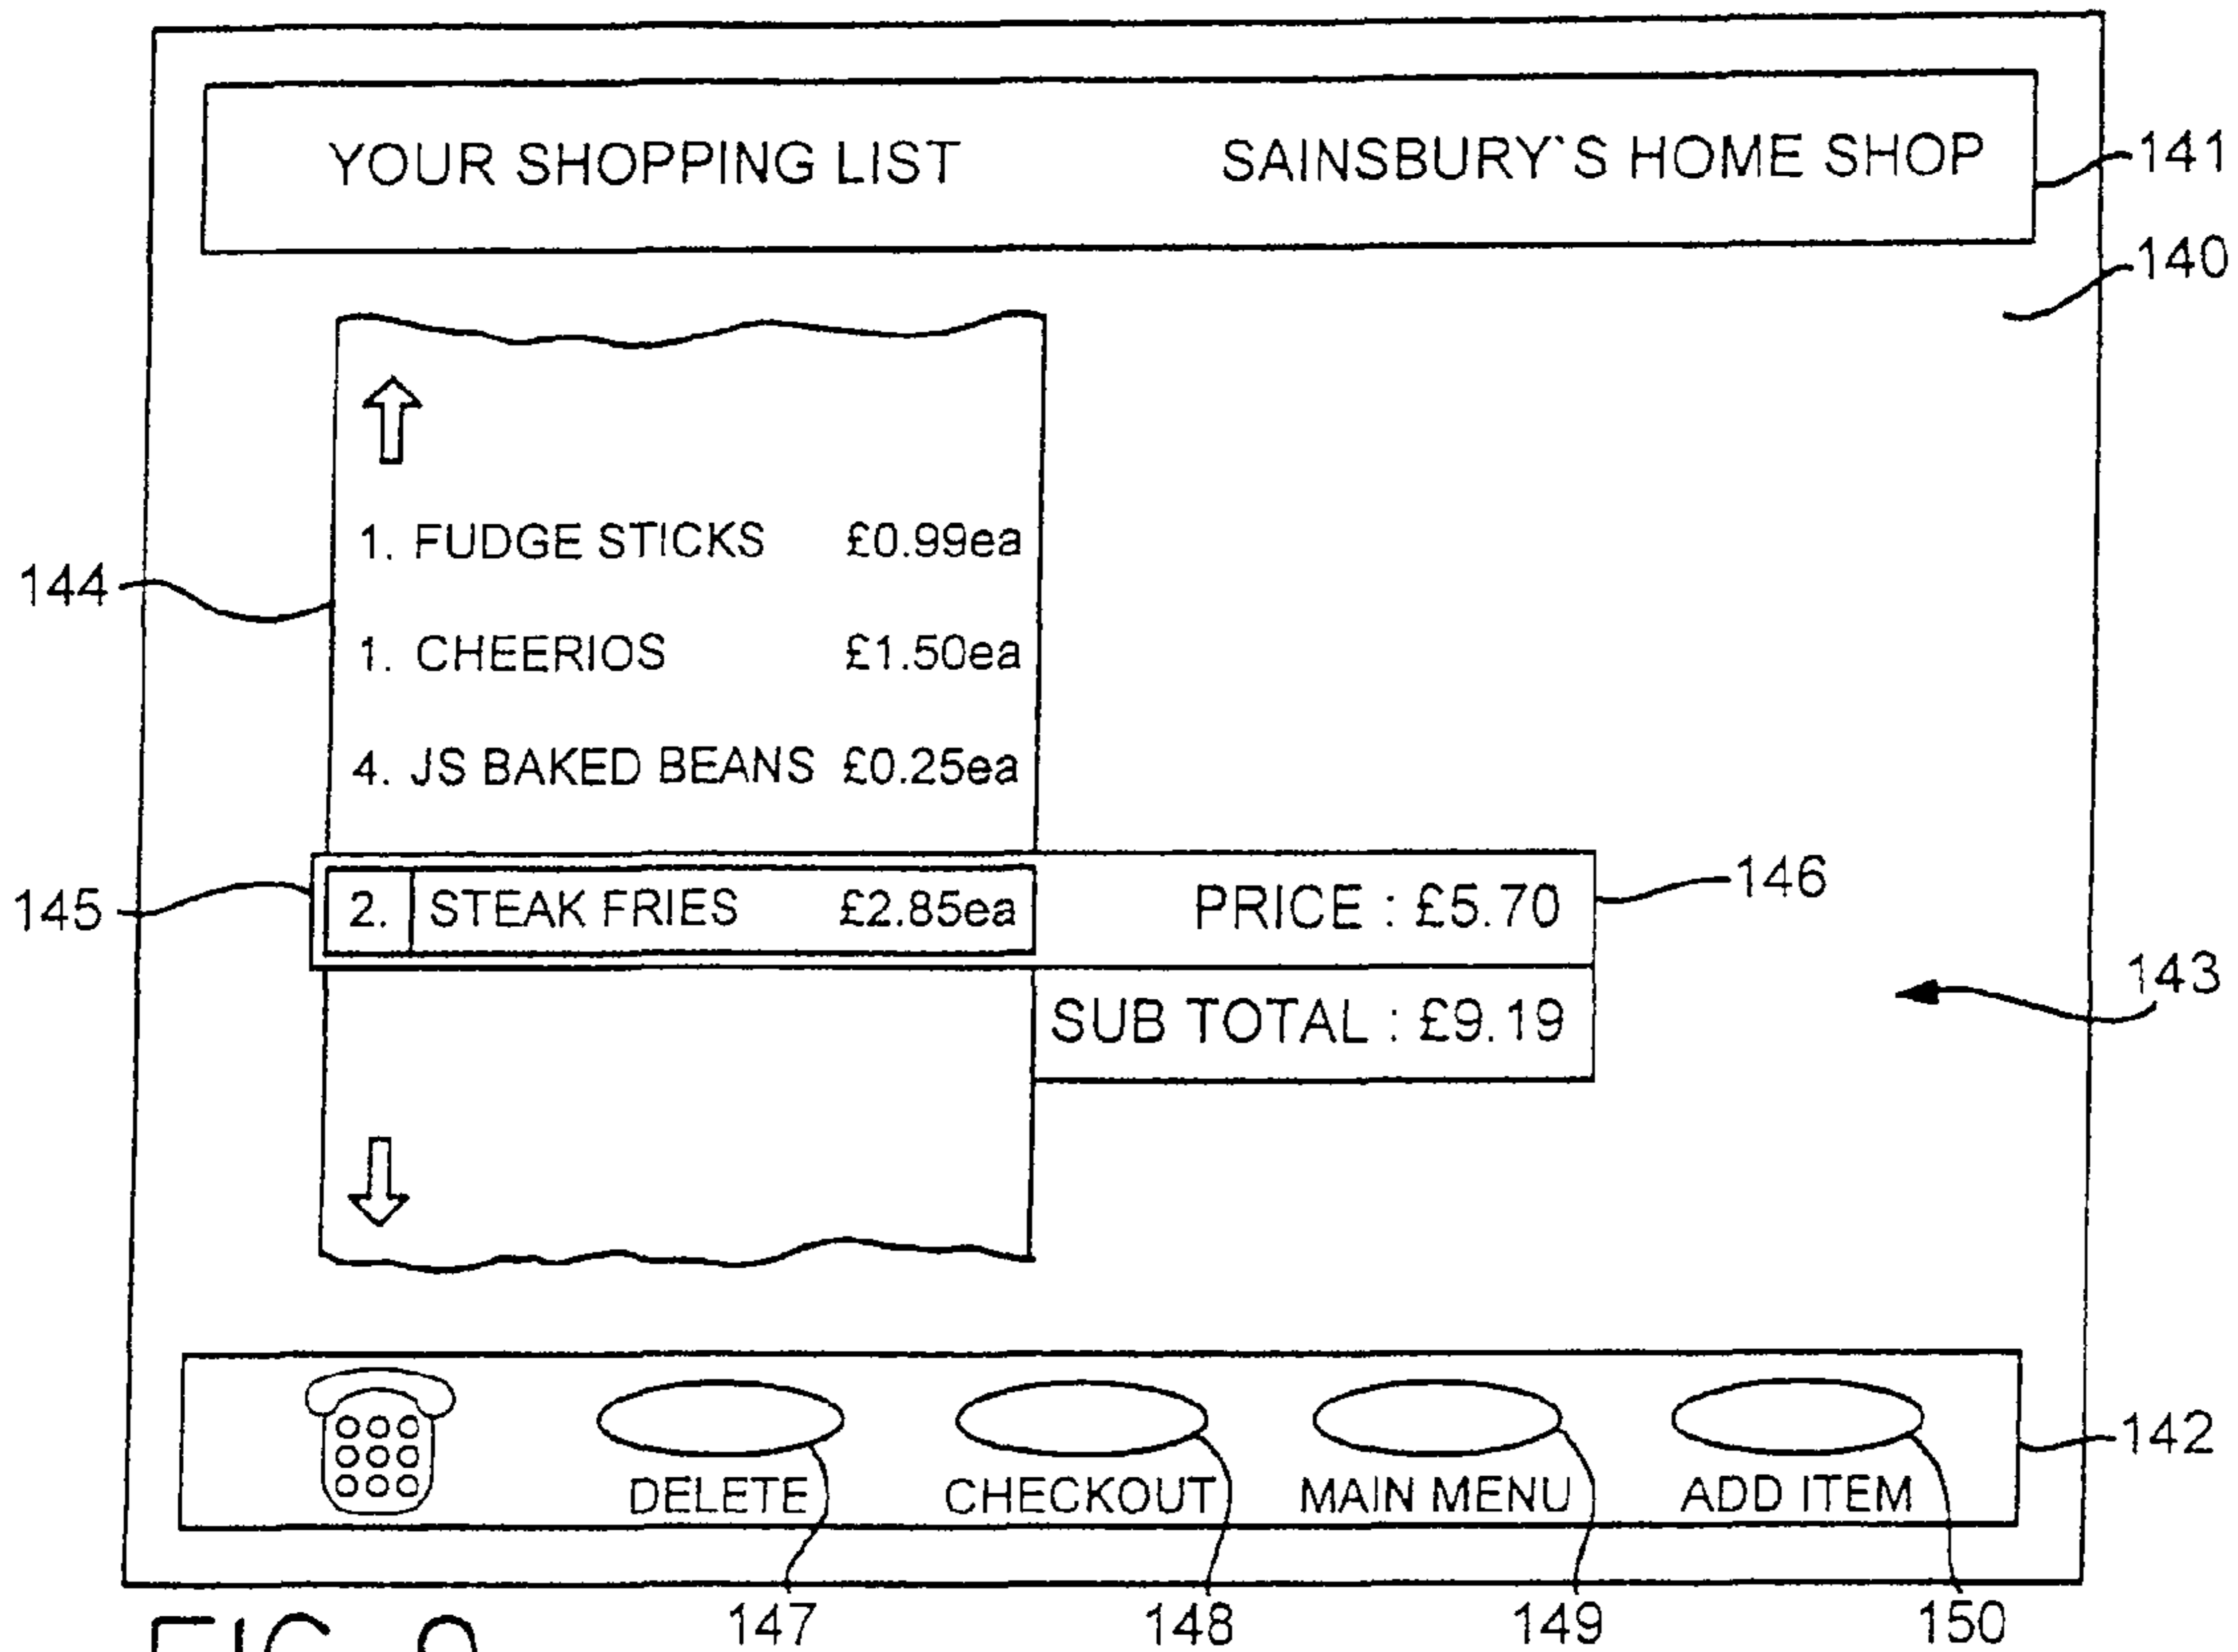 YOUR SHOPPING LIST SAINSBURY`S HOME SHOP
141
140
1. FUDGE STICKS £0.99ea
144
1. CHEERIOS £1.50ea
4. JS BAKED BEANS £0.25ea
145
2. STEAK FRIES £2.85ea PRICE : £5.70
146
143
SUB TOTAL : £9.19
142
DELETE CHECKOUT MAIN MENU ADD ITEM
147 148 149 150